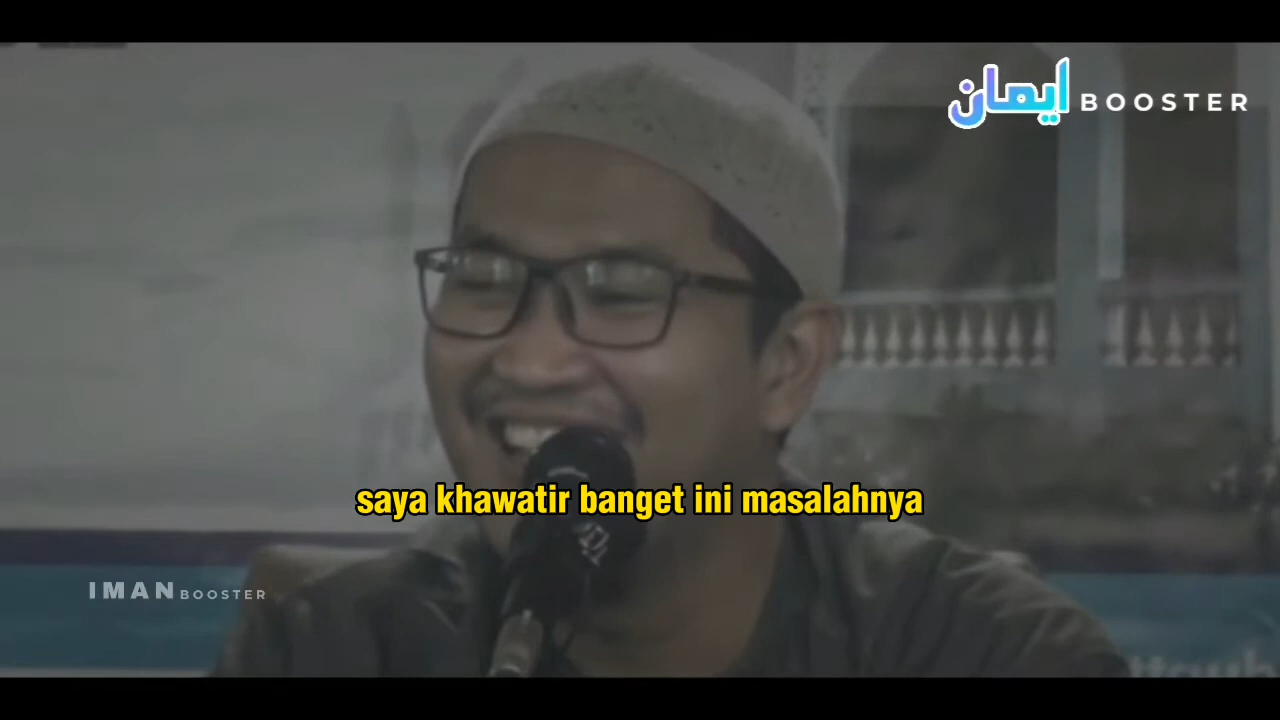 ايمان BOOSTER
saya khawatir banget ini masalahnya
IMAN BOOSTER